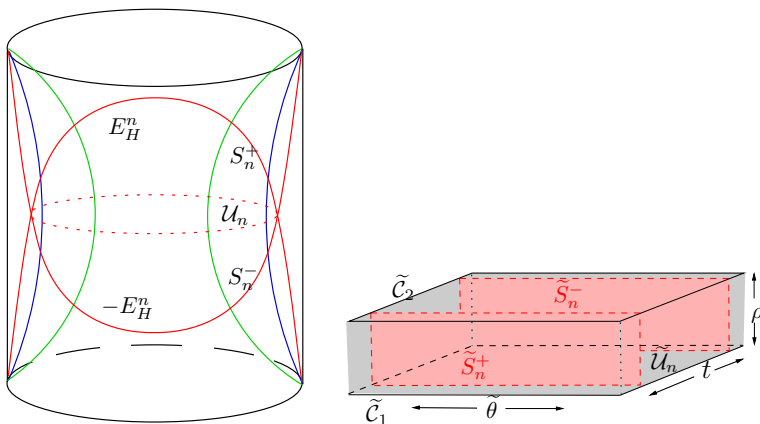 $E_H^n$
$S_n^+$
$\mathcal{U}_n$
$S_n^-$
$-E_H^n$
$\widetilde{\mathcal{C}}_2$
$\widetilde{S}_n^-$
$\rho$
$\widetilde{S}_n^+$
$\widetilde{\mathcal{U}}_n$
$t$
$\widetilde{\mathcal{C}}_1$
$\widetilde{\theta}$